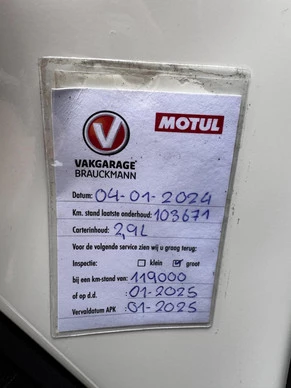 MOTUL
V
VAKGARAGE
BRAUCKMANN
Datum: 04-01-2024
Km. stand laatste onderhoud: 103671
Carterinhoud: 2,9L
Voor de volgende service zien wij u graag terug:
Inspectie: klein groot
bij een km-stand van: 119000
of op d.d. :01-2025
Vervaldatum APK :01-2025